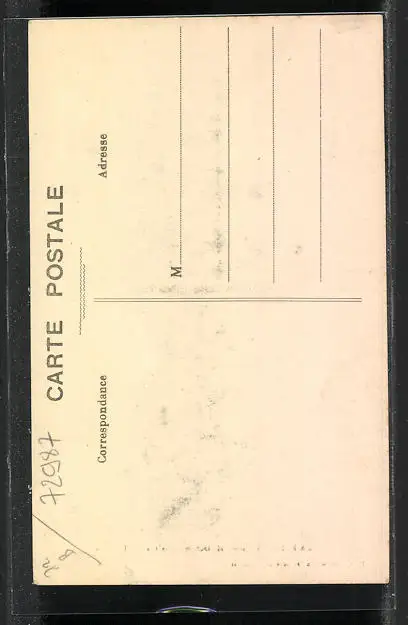 CARTE POSTALE
Correspondance
Adresse
M
72987